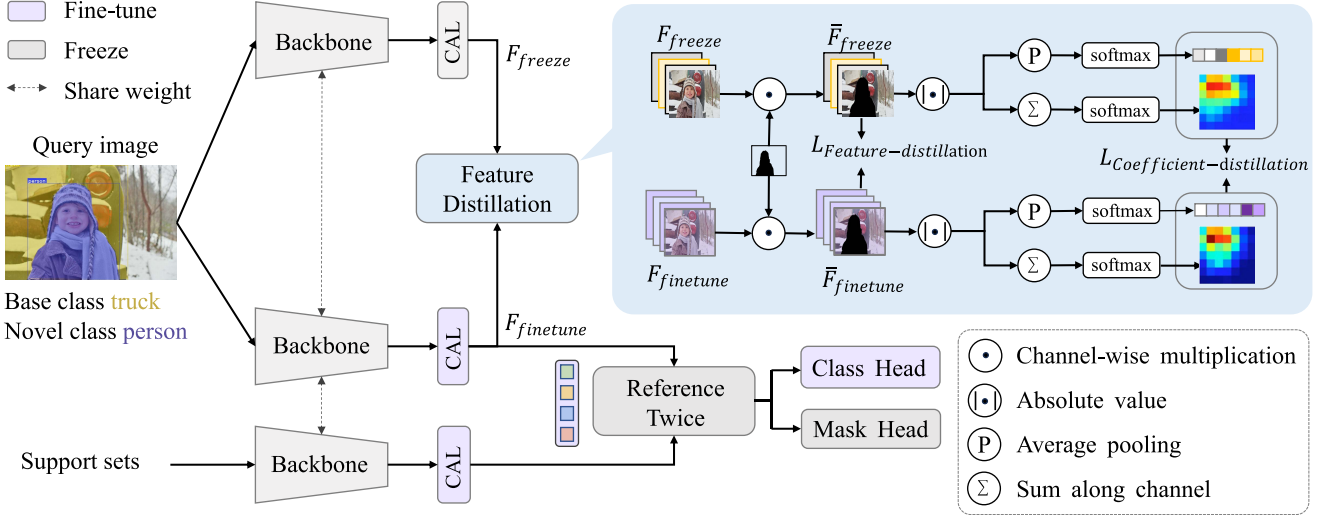 Fine-tune
Freeze
Share weight
Query image
person
Base class truck
Novel class person
Support sets
Backbone
CAL
F_freeze
Feature
Distillation
Backbone
CAL
F_finetune
Backbone
CAL
Reference
Twice
Class Head
Mask Head
F_freeze
F̄_freeze
|•|
P
softmax
Σ
softmax
L_Feature−distillation
L_Coefficient−distillation
F_finetune
F̄_finetune
|•|
P
softmax
Σ
softmax
Channel-wise multiplication
|•| Absolute value
P Average pooling
Σ Sum along channel